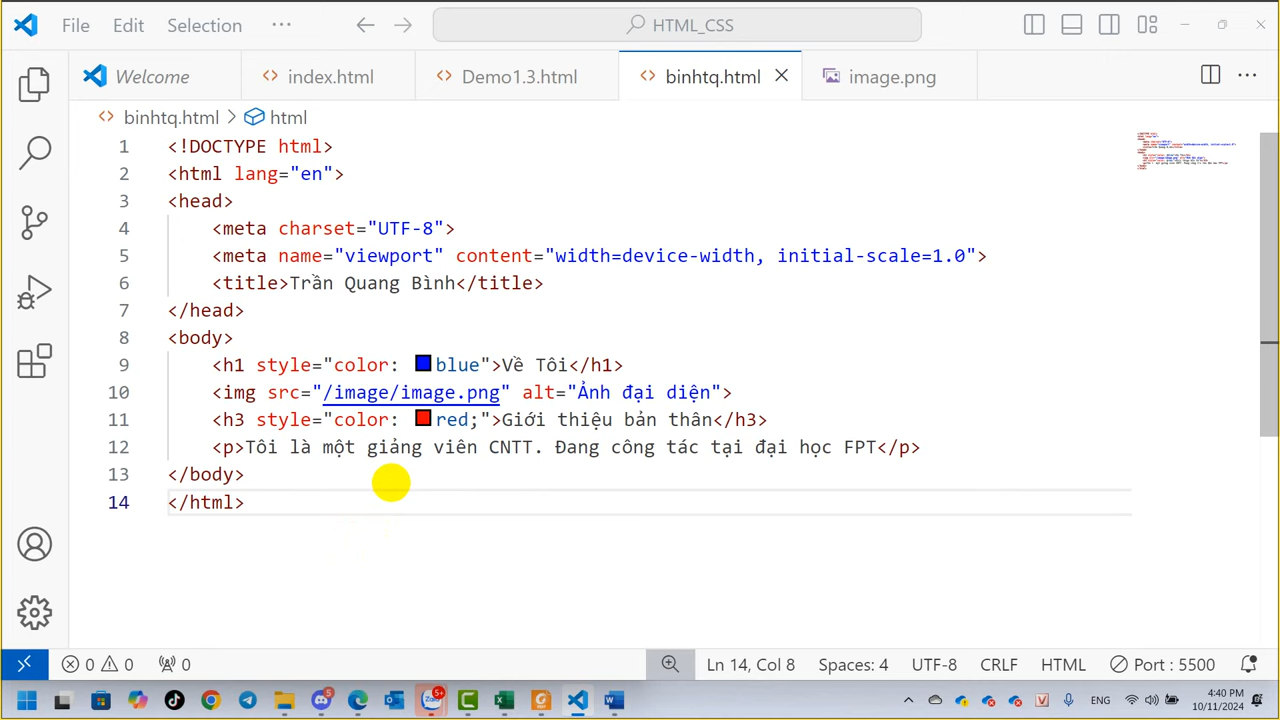 File Edit Selection ··· HTML_CSS
Welcome index.html Demo1.3.html binhtq.html image.png
binhtq.html > html
1 <!DOCTYPE html>
2 <html lang="en">
3 <head>
4 <meta charset="UTF-8">
5 <meta name="viewport" content="width=device-width, initial-scale=1.0">
6 <title>Trần Quang Bình</title>
7 </head>
8 <body>
9 <h1 style="color: blue">Về Tôi</h1>
10 <img src="/image/image.png" alt="Ảnh đại diện">
11 <h3 style="color: red;">Giới thiệu bản thân</h3>
12 <p>Tôi là một giảng viên CNTT. Đang công tác tại đại học FPT</p>
13 </body>
14 </html>
0 0 0 Ln 14, Col 8 Spaces: 4 UTF-8 CRLF HTML Port : 5500
5 Zalo 5+ ENG 4:40 PM
10/11/2024